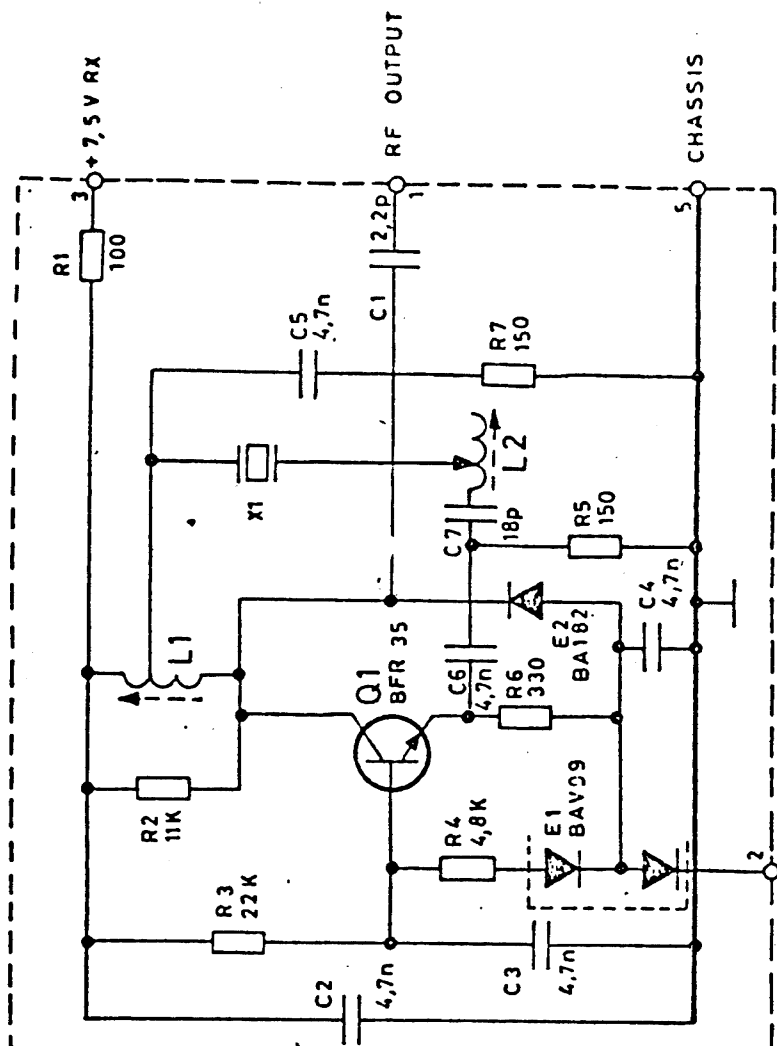 +7,5V RX
3
R1
100
RF OUTPUT
1
2,2p
C1
CHASSIS
5
C5
4,7n
R7
150
X1
L2
C7
18p
R5
150
L1
E2
BA182
C4
4,7n
Q1
BFR 35
C6
4,7n
R6
330
R2
11K
R4
4,8K
E1
BAV99
R3
22K
2
C2
4,7n
C3
4,7n